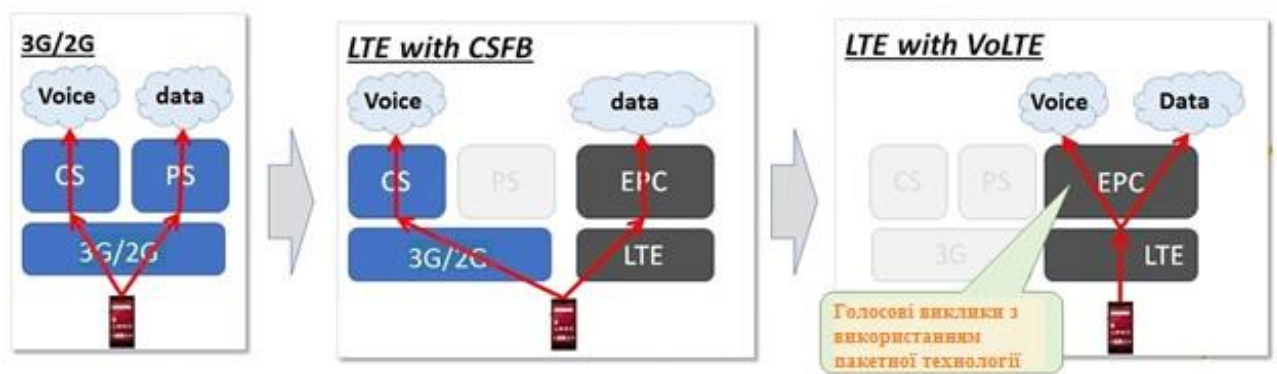 3G/2G
Voice
data
CS
PS
3G/2G
LTE with CSFB
Voice
data
CS
PS
EPC
3G/2G
LTE
LTE with VoLTE
Voice
Data
CS
PS
EPC
3G
LTE
Голосові виклики з
використанням
пакетної технології